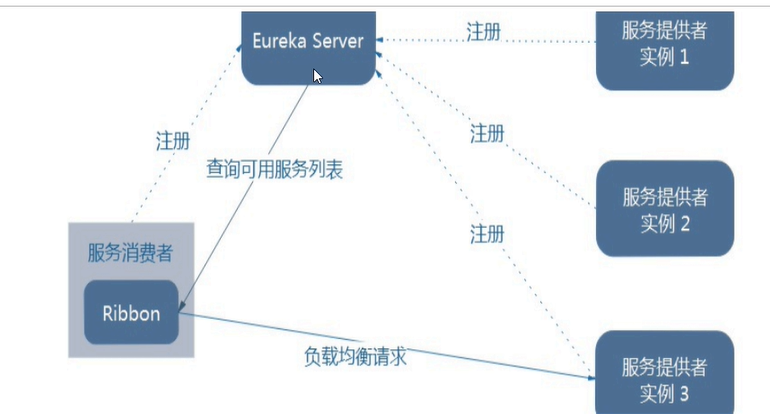 Eureka Server
注册
服务提供者
实例 1
注册
注册
查询可用服务列表
服务提供者
实例 2
注册
服务消费者
Ribbon
负载均衡请求
服务提供者
实例 3